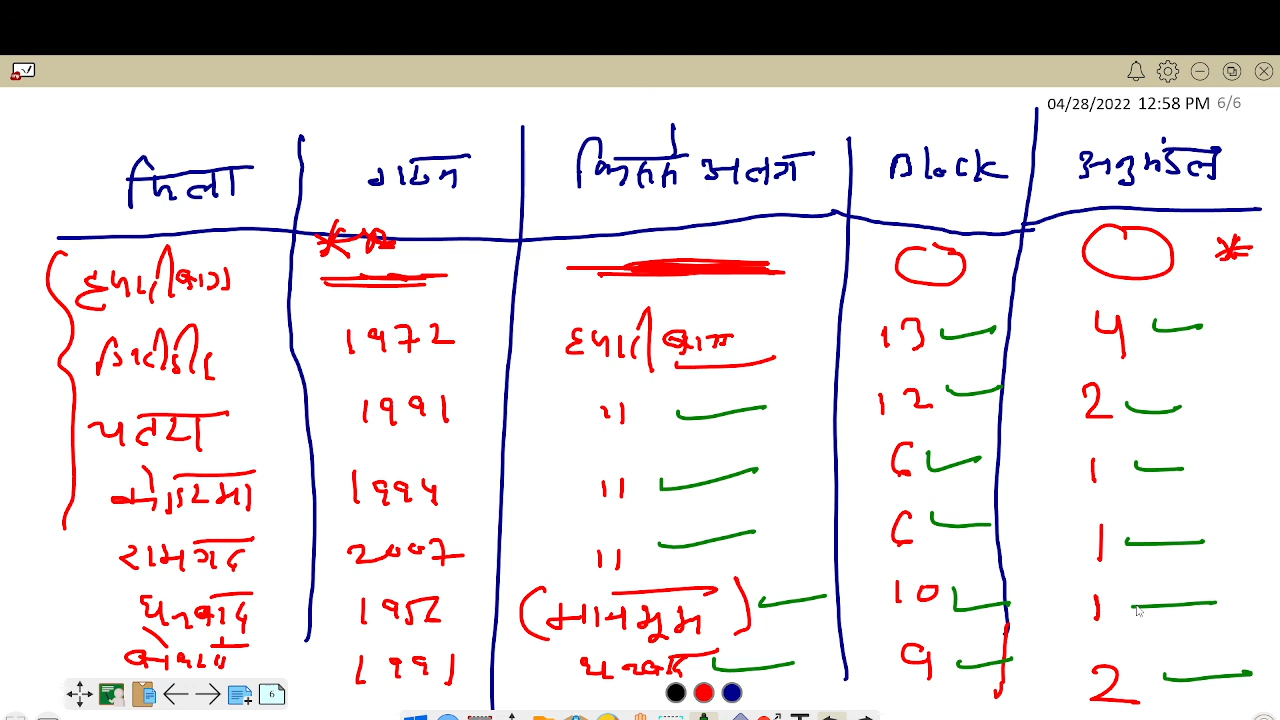 04/28/2022 12:58 PM 6/6
जिला गठन किससे अलग Block अनुमंडल
हजारीबाग
गिरीडीह 1972 हजारीबाग 13 4
चतरा 1991 " 12 2
कोडरमा 1994 " 6 1
रामगढ़ 2007 " 6 1
धनबाद 1956 (मानभूम) 10 1
बोकारो 1991 धनबाद 9 2
6